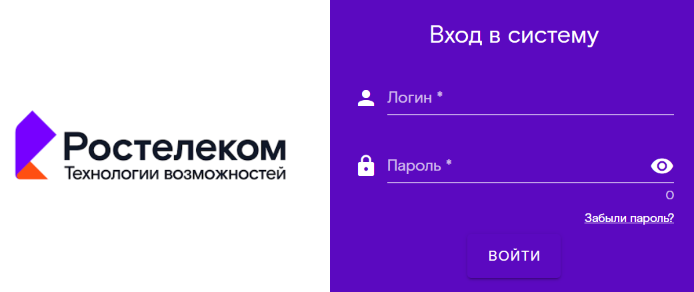 Ростелеком
Технологии возможностей
Вход в систему
Логин *
Пароль *
0
Забыли пароль?
ВОЙТИ